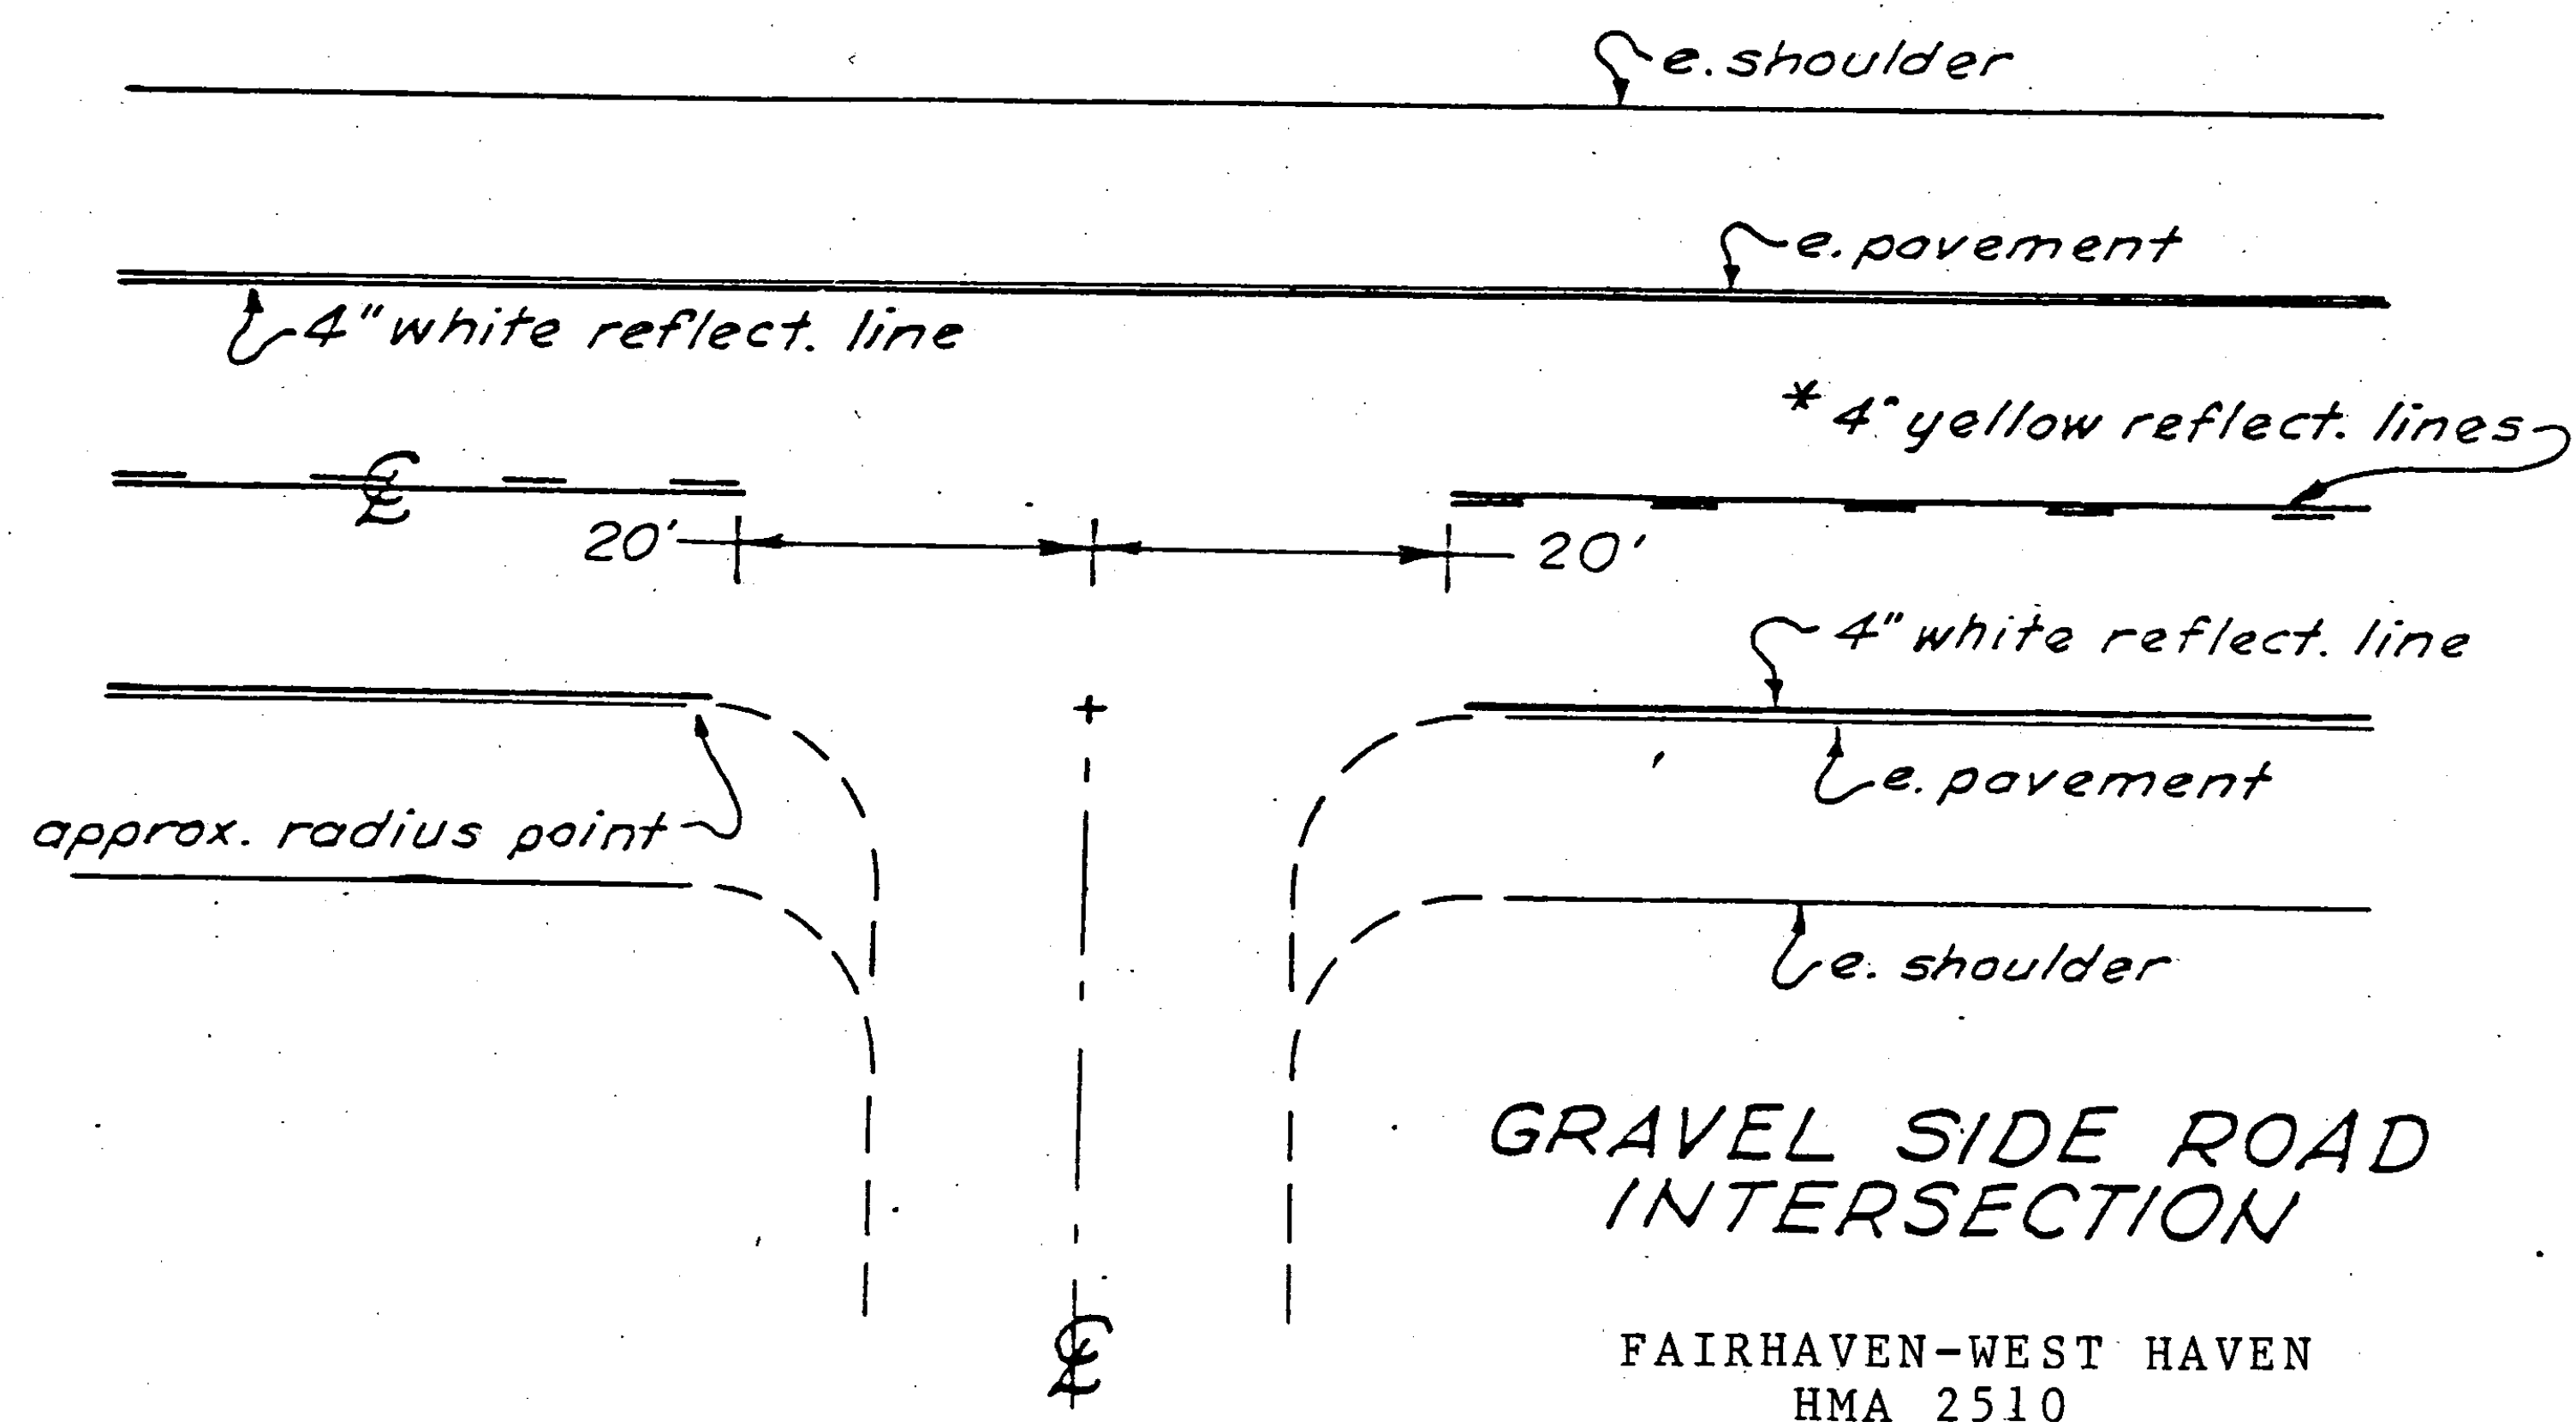 e. shoulder
e. pavement
4" white reflect. line
* 4" yellow reflect. lines
℄
20'
20'
4" white reflect. line
e. pavement
approx. radius point
e. shoulder
GRAVEL SIDE ROAD
INTERSECTION
℄
FAIRHAVEN-WEST HAVEN
HMA 2510